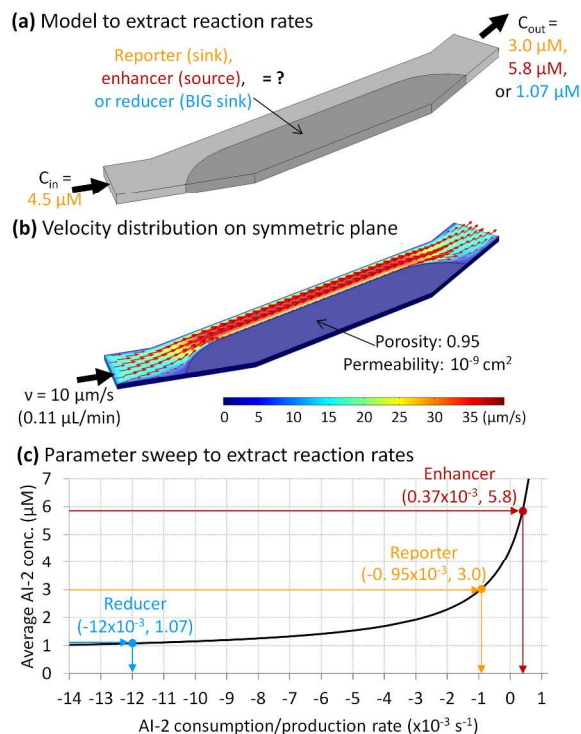 (a) Model to extract reaction rates
Reporter (sink),
enhancer (source), = ?
or reducer (BIG sink)
C_out =
3.0 µM,
5.8 µM,
or 1.07 µM
C_in =
4.5 µM
(b) Velocity distribution on symmetric plane
Porosity: 0.95
Permeability: 10⁻⁹ cm²
ν = 10 µm/s
(0.11 µL/min)
0 5 10 15 20 25 30 35 (µm/s)
(c) Parameter sweep to extract reaction rates
Average AI-2 conc. (µM)
7
6
5
4
3
2
1
0
Enhancer
(0.37x10⁻³, 5.8)
Reporter
(-0. 95x10⁻³, 3.0)
Reducer
(-12x10⁻³, 1.07)
-14 -13 -12 -11 -10 -9 -8 -7 -6 -5 -4 -3 -2 -1 0 1
AI-2 consumption/production rate (x10⁻³ s⁻¹)